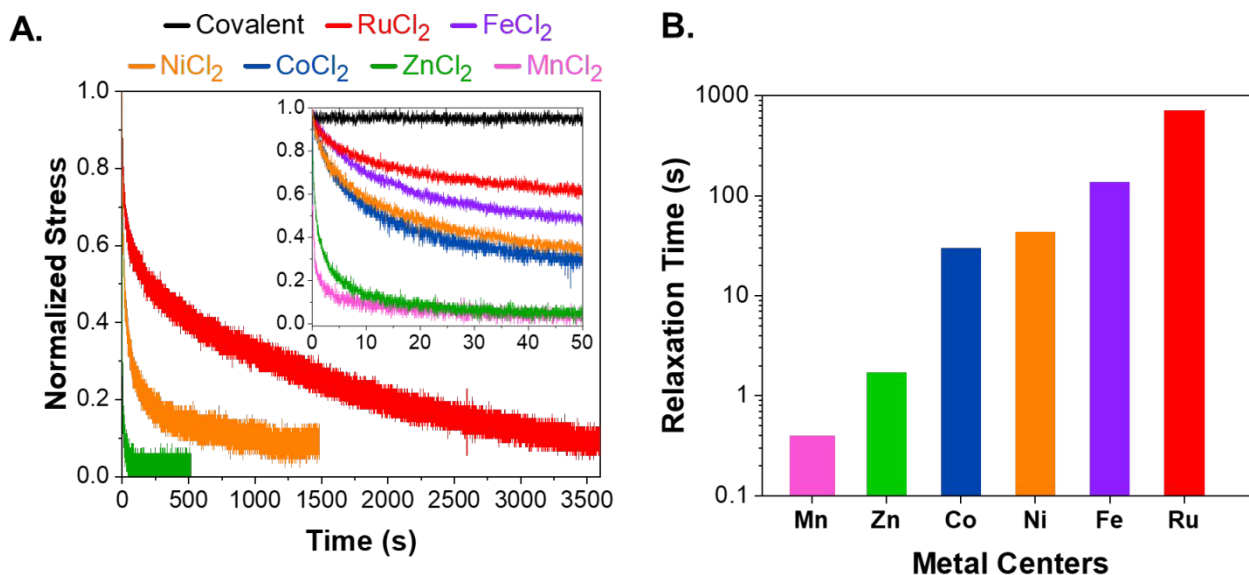 A.
Covalent RuCl2 FeCl2
NiCl2 CoCl2 ZnCl2 MnCl2
Normalized Stress
1.0
0.8
0.6
0.4
0.2
0.0
0 500 1000 1500 2000 2500 3000 3500
Time (s)
1.0
0.8
0.6
0.4
0.2
0.0
0 10 20 30 40 50
B.
Relaxation Time (s)
1000
100
10
1
0.1
Mn Zn Co Ni Fe Ru
Metal Centers